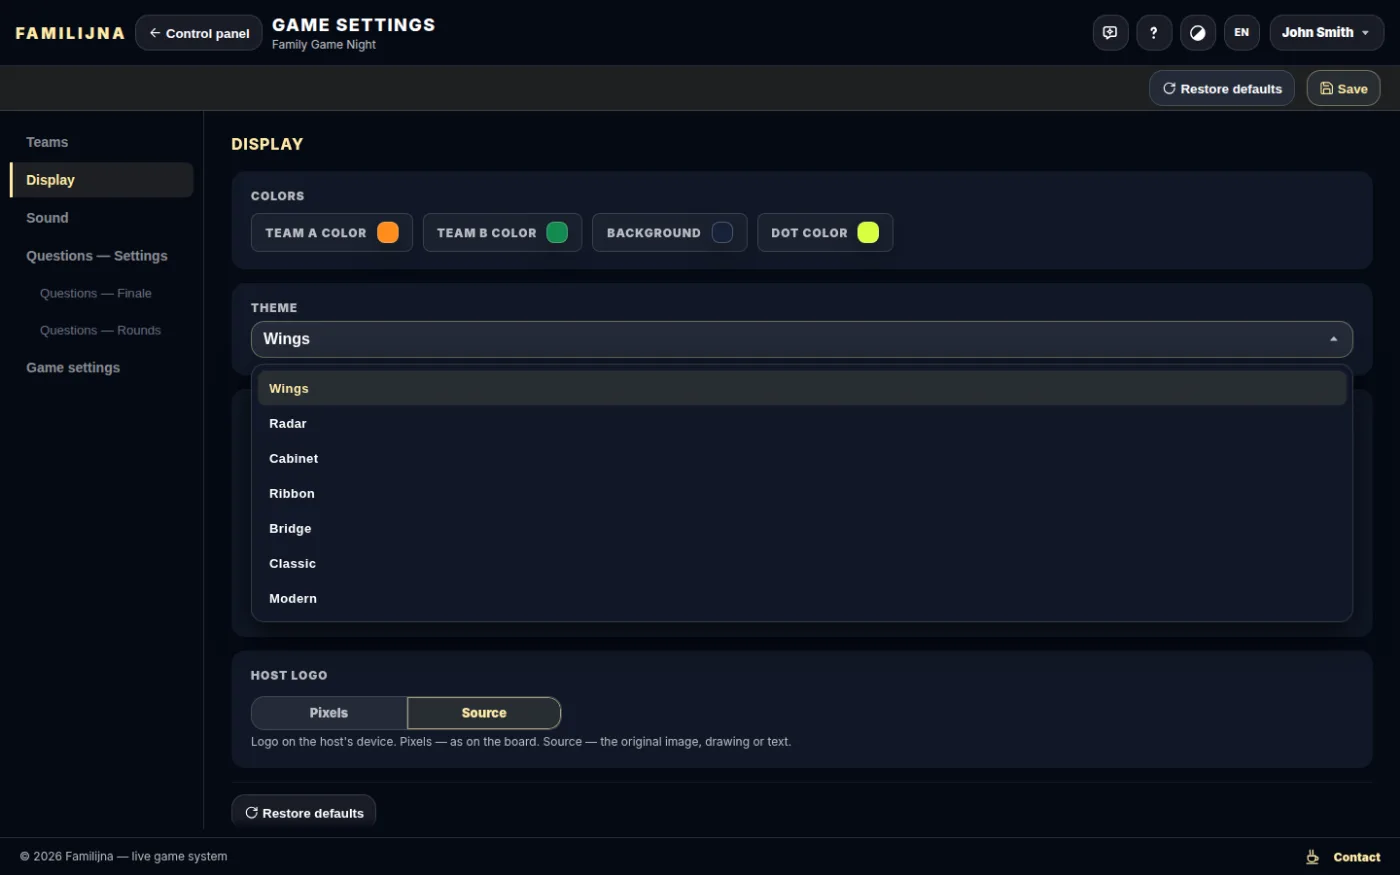 FAMILIJNA
Control panel
GAME SETTINGS
Family Game Night
?
EN
John Smith
Restore defaults
Save
Teams
Display
Sound
Questions — Settings
Questions — Finale
Questions — Rounds
Game settings
DISPLAY
COLORS
TEAM A COLOR
TEAM B COLOR
BACKGROUND
DOT COLOR
THEME
Wings
Wings
Radar
Cabinet
Ribbon
Bridge
Classic
Modern
HOST LOGO
Pixels
Source
Logo on the host's device. Pixels — as on the board. Source — the original image, drawing or text.
Restore defaults
© 2026 Familijna — live game system
Contact